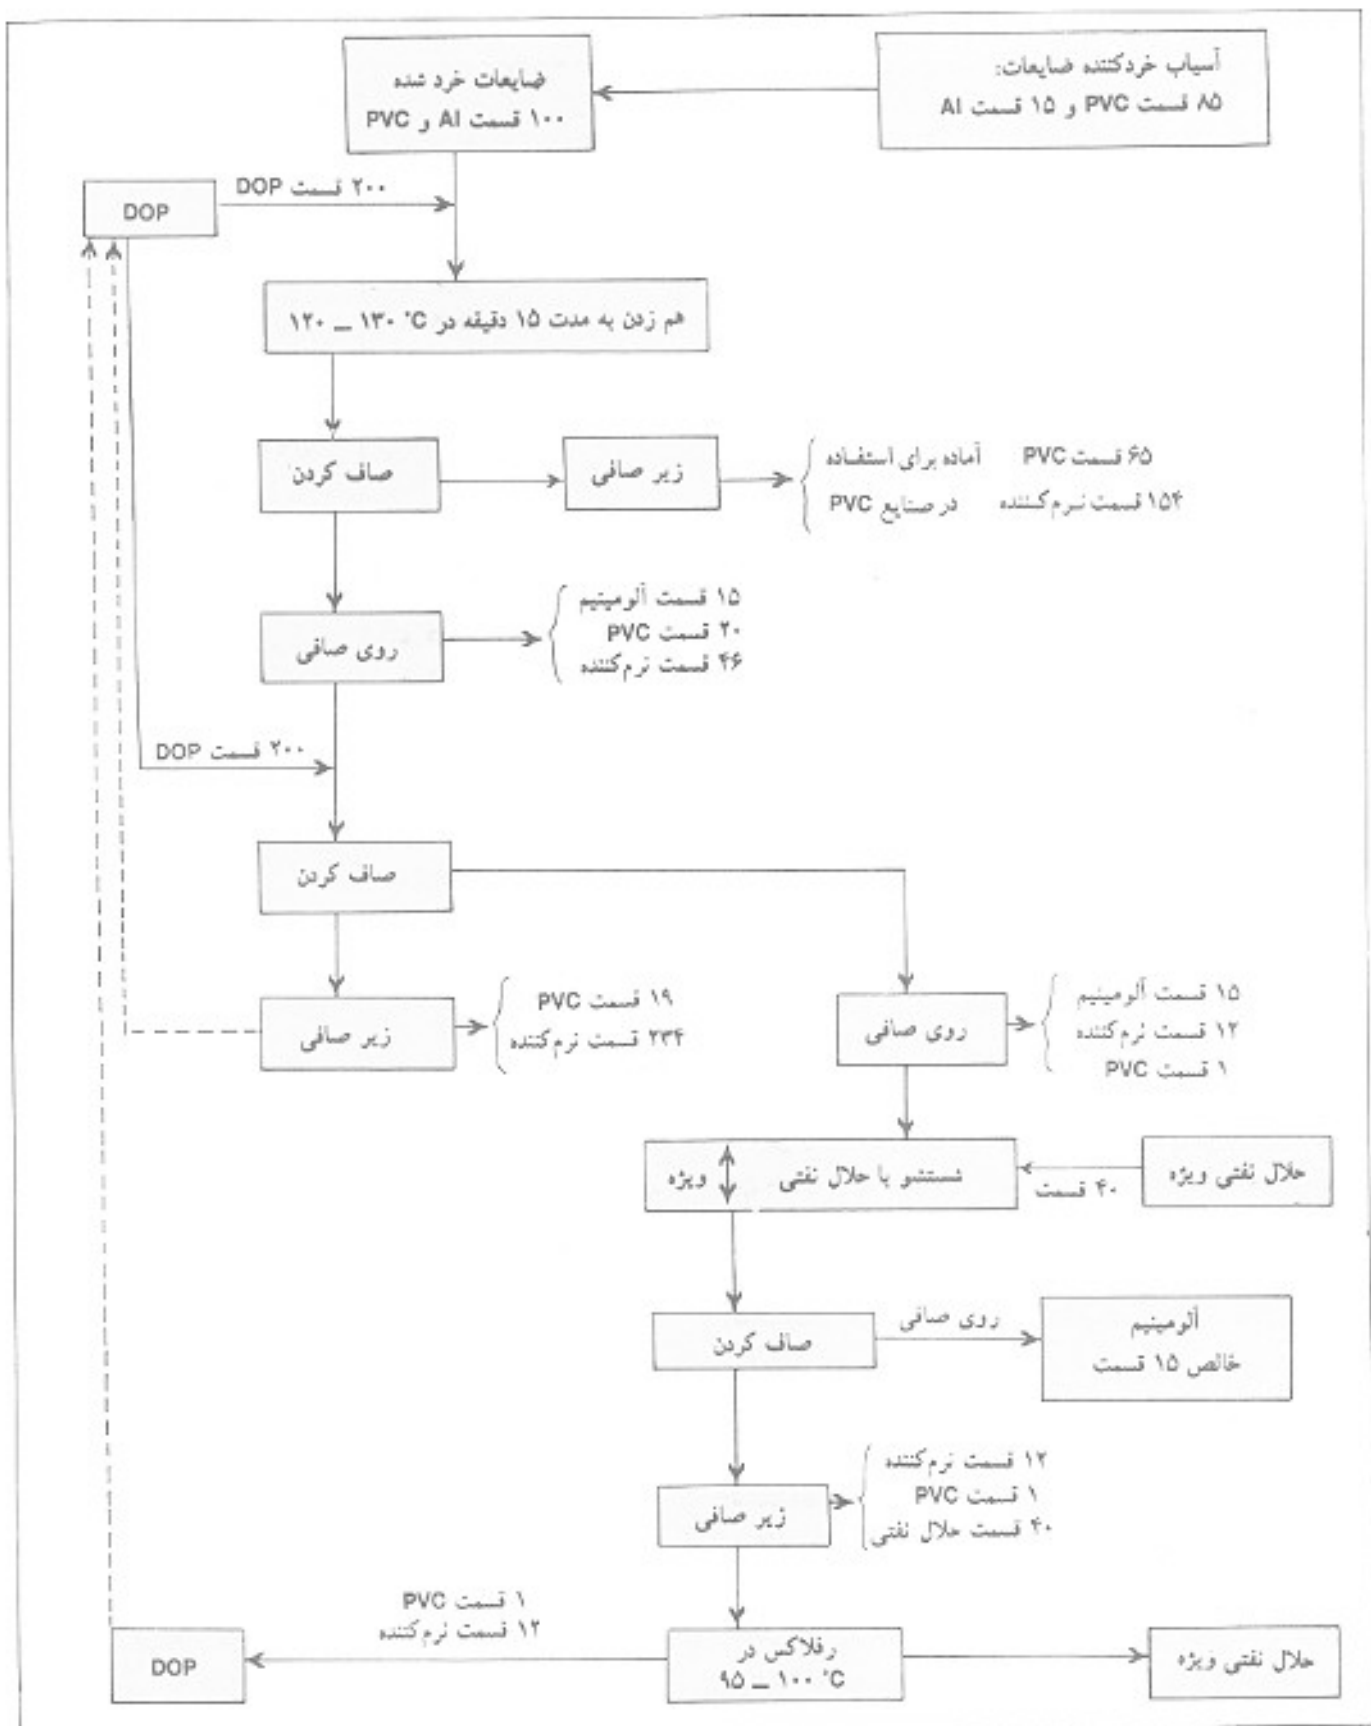 آسیاب خردکننده ضایعات:
۸۵ قسمت PVC و ۱۵ قسمت Al
ضایعات خرد شده
۱۰۰ قسمت Al و PVC
DOP
۲۰۰ قسمت DOP
هم زدن به مدت ۱۵ دقیقه در ۱۲۰ – ۱۳۰ °C
صاف کردن
زیر صافی
۶۵ قسمت PVC آماده برای استفاده
۱۵۴ قسمت نرم‌کننده در صنایع PVC
روی صافی
۱۵ قسمت آلومینیم
۲۰ قسمت PVC
۴۶ قسمت نرم‌کننده
۲۰۰ قسمت DOP
صاف کردن
زیر صافی
۱۹ قسمت PVC
۲۳۴ قسمت نرم‌کننده
روی صافی
۱۵ قسمت آلومینیم
۱۲ قسمت نرم‌کننده
۱ قسمت PVC
حلال نفتی ویژه
۴۰ قسمت
شستشو با حلال نفتی ویژه
صاف کردن
روی صافی
آلومینیم
خالص ۱۵ قسمت
زیر صافی
۱۲ قسمت نرم‌کننده
۱ قسمت PVC
۴۰ قسمت حلال نفتی
رفلاکس در
۹۵ – ۱۰۰ °C
حلال نفتی ویژه
۱ قسمت PVC
۱۲ قسمت نرم‌کننده
DOP